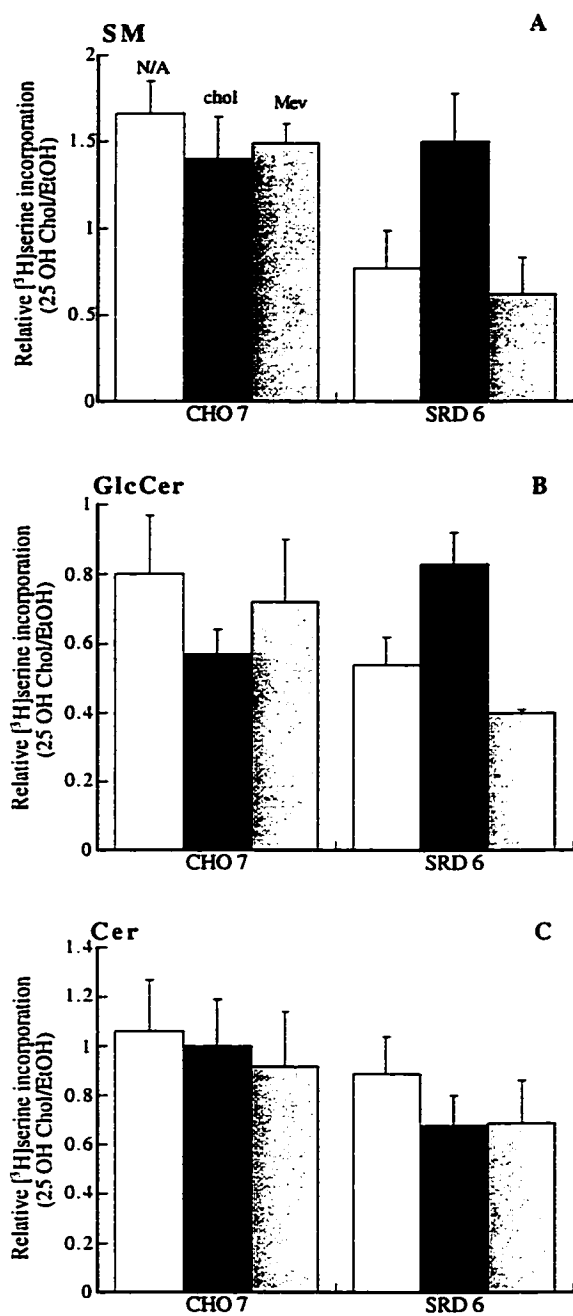 SM
A
2
N/A
chol
Mev
1.5
1
0.5
0
Relative [³H]serine incorporation
(25 OH Chol/EtOH)
CHO 7
SRD 6
GlcCer
B
1
0.8
0.6
0.4
0.2
0
Relative [³H]serine incorporation
(25 OH Chol/EtOH)
CHO 7
SRD 6
Cer
C
1.4
1.2
1
0.8
0.6
0.4
0.2
0
Relative [³H]serine incorporation
(25 OH Chol/EtOH)
CHO 7
SRD 6